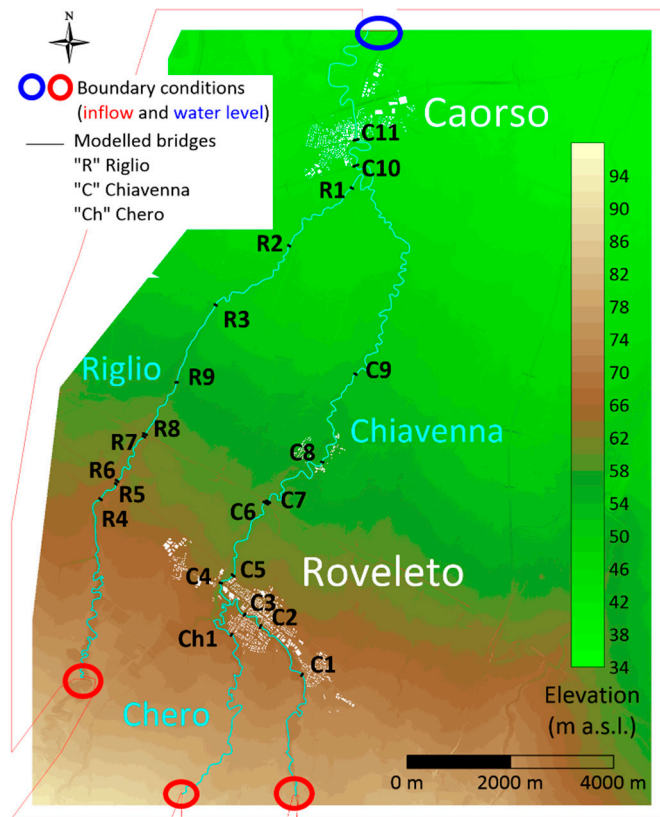 N
Boundary conditions
(inflow and water level)
Modelled bridges
"R" Riglio
"C" Chiavenna
"Ch" Chero
Caorso
C11
C10
R1
R2
R3
Riglio
R9
C9
Chiavenna
R8
R7
C8
R6
R5
R4
C7
C6
C5
C4
Roveleto
C3
C2
Ch1
C1
Chero
94
90
86
82
78
74
70
66
62
58
54
50
46
42
38
34
Elevation
(m a.s.l.)
0 m 2000 m 4000 m